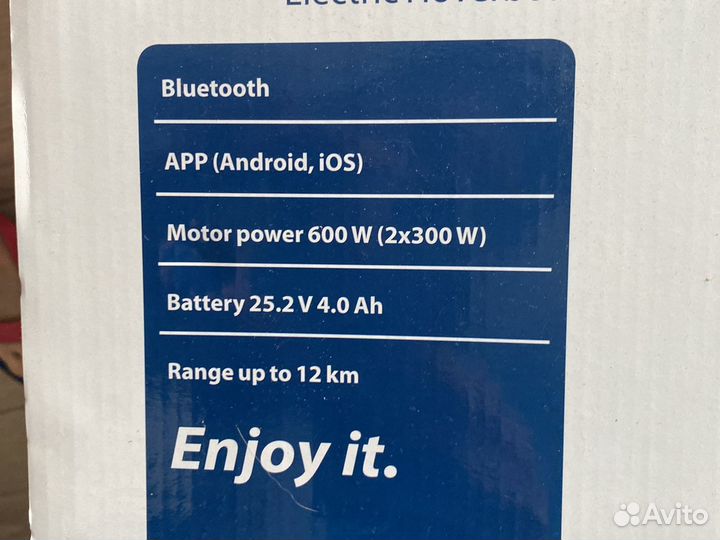 Electric
Bluetooth
APP (Android, iOS)
Motor power 600 W (2x300 W)
Battery 25.2 V 4.0 Ah
Range up to 12 km
Enjoy it.
Avito